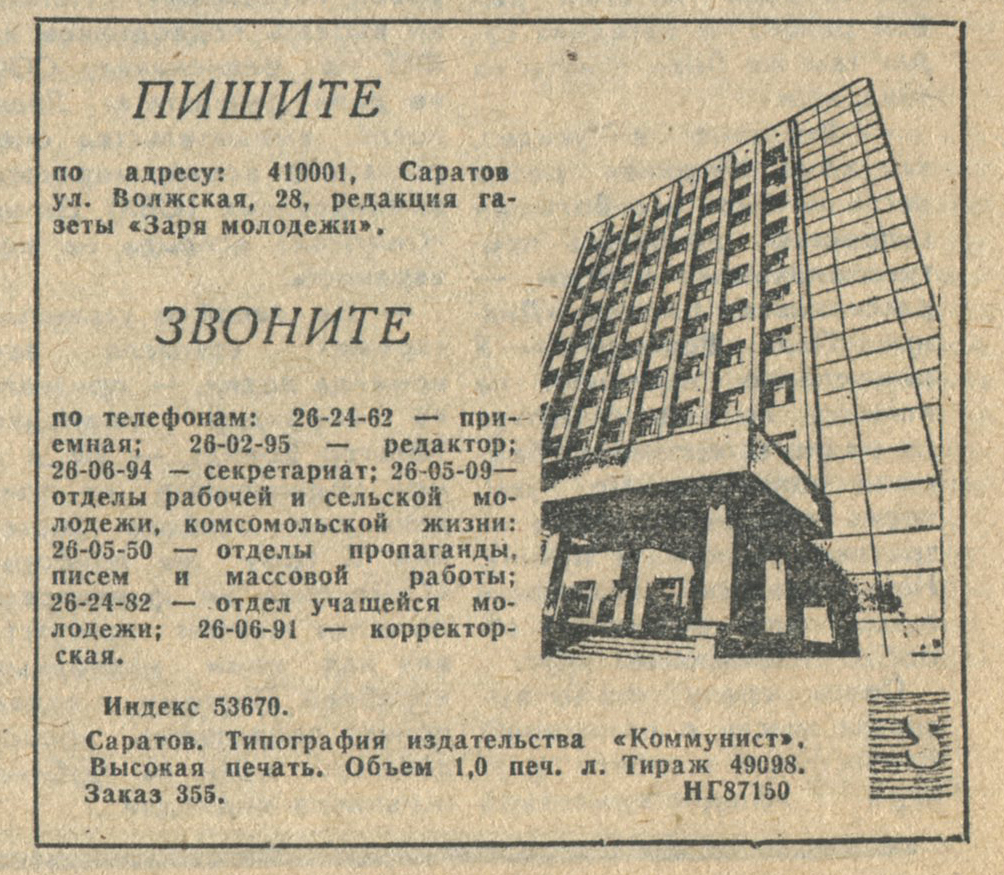 ПИШИТЕ
по адресу: 410001, Саратов
ул. Волжская, 28, редакция га-
зеты «Заря молодежи».
ЗВОНИТЕ
по телефонам: 26-24-62 — при-
емная; 26-02-95 — редактор;
26-06-94 — секретариат; 26-05-09—
отделы рабочей и сельской мо-
лодежи, комсомольской жизни:
26-05-50 — отделы пропаганды,
писем и массовой работы;
26-24-82 — отдел учащейся мо-
лодежи; 26-06-91 — корректор-
ская.
Индекс 53670.
Саратов. Типография издательства «Коммунист».
Высокая печать. Объем 1,0 печ. л. Тираж 49098.
Заказ 355. НГ87150